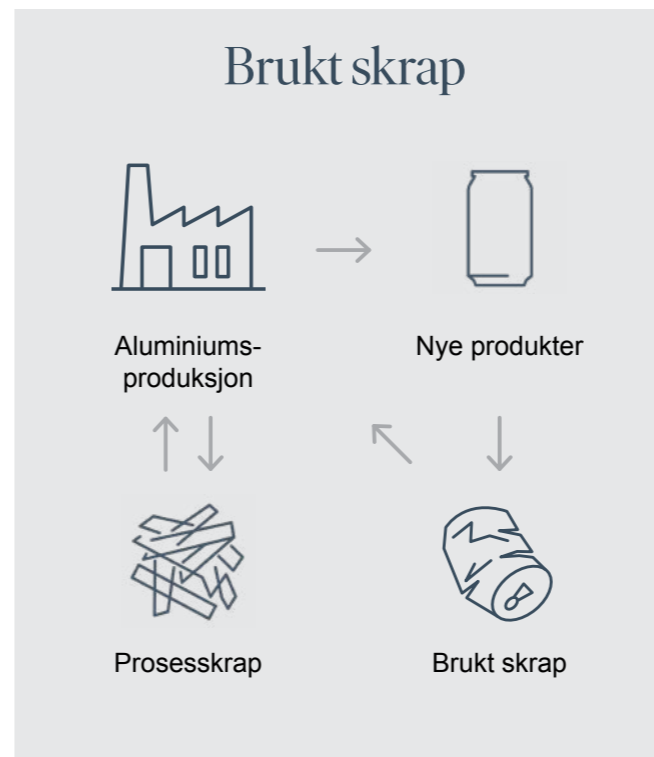 Brukt skrap
Aluminiums-
produksjon
Nye produkter
Prosesskrap
Brukt skrap